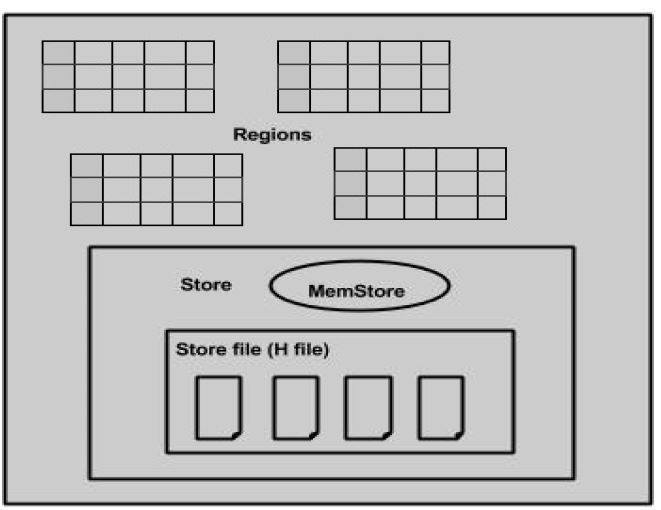 Regions
Store
MemStore
Store file (H file)